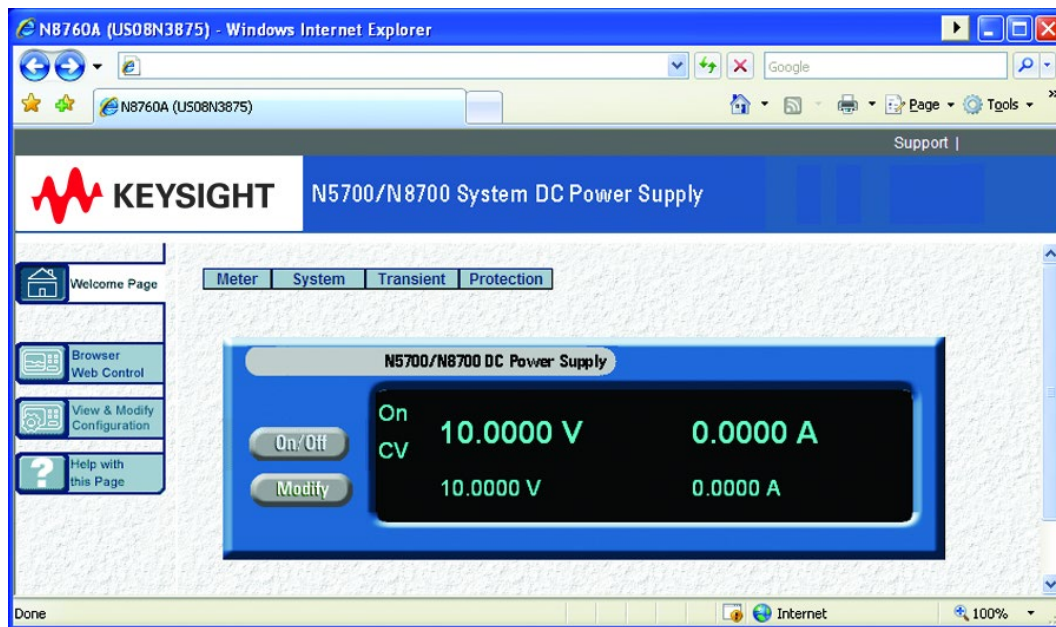 N8760A (US08N3875) - Windows Internet Explorer
Google
N8760A (US08N3875)
Page
Tools
»
Support |
KEYSIGHT
N5700/N8700 System DC Power Supply
Welcome Page
Meter
System
Transient
Protection
Browser
Web Control
View & Modify
Configuration
Help with
this Page
N5700/N8700 DC Power Supply
On/Off
Modify
On
CV
10.0000 V
0.0000 A
10.0000 V
0.0000 A
Done
Internet
100%